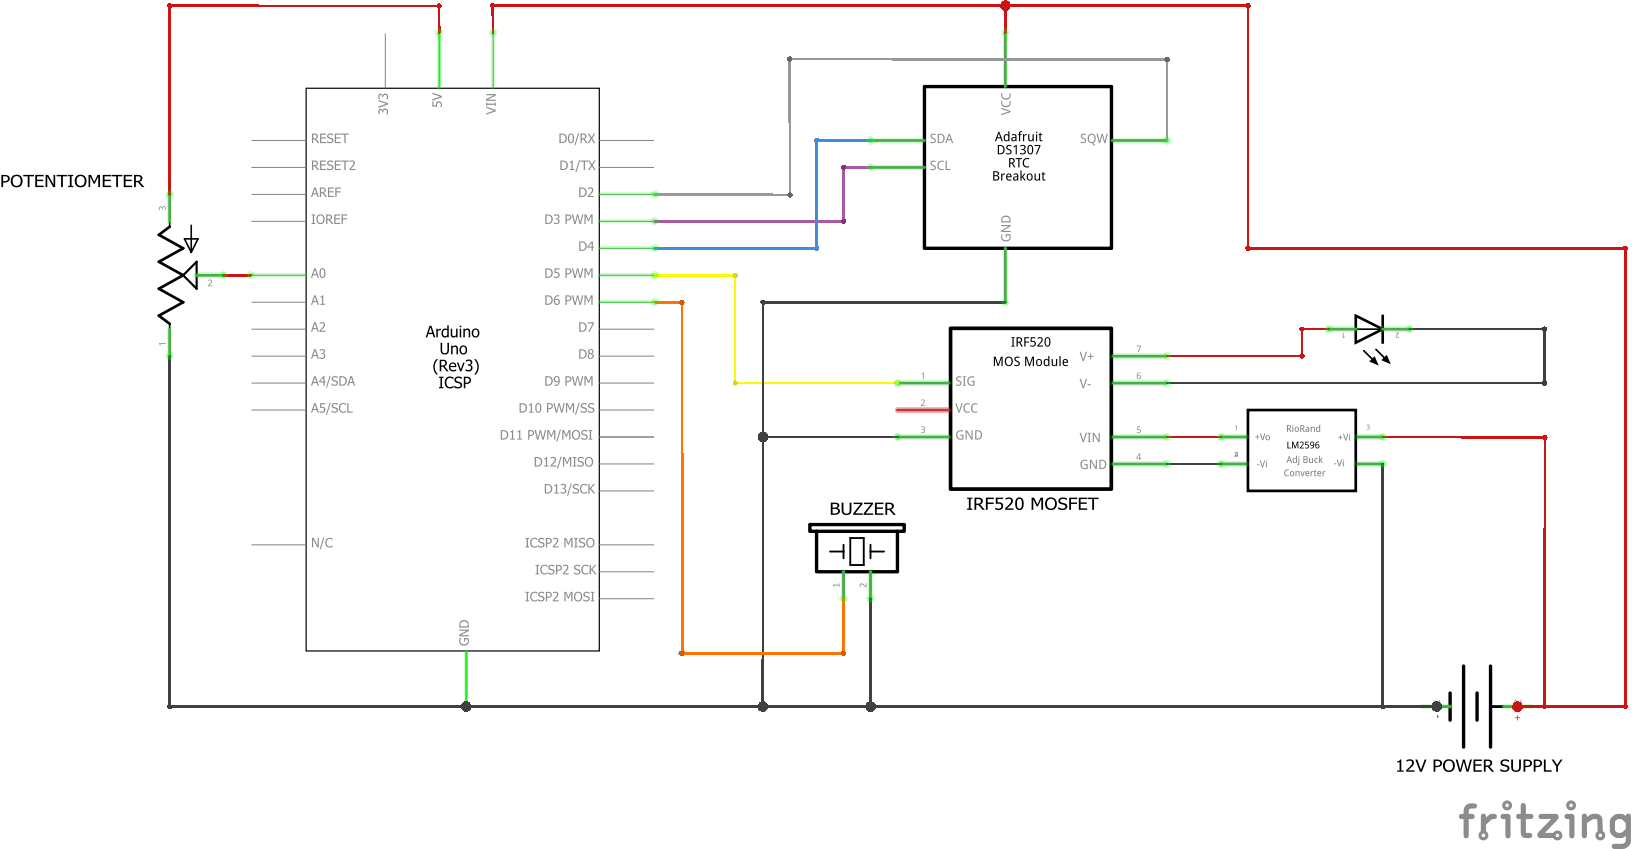 3V3
5V
VIN
RESET
RESET2
AREF
IOREF
A0
A1
A2
A3
A4/SDA
A5/SCL
N/C
D0/RX
D1/TX
D2
D3 PWM
D4
D5 PWM
D6 PWM
D7
D8
D9 PWM
D10 PWM/SS
D11 PWM/MOSI
D12/MISO
D13/SCK
ICSP2 MISO
ICSP2 SCK
ICSP2 MOSI
GND
Arduino
Uno
(Rev3)
ICSP
POTENTIOMETER
3
2
1
VCC
SDA
SCL
SQW
GND
Adafruit
DS1307
RTC
Breakout
IRF520
MOS Module
1
SIG
2
VCC
3
GND
V+
7
V-
6
VIN
5
GND
4
IRF520 MOSFET
1
2
RioRand
LM2596
Adj Buck
Converter
1
+Vo
-Vi
+Vi
3
-Vi
BUZZER
1
2
-
+
12V POWER SUPPLY
fritzing